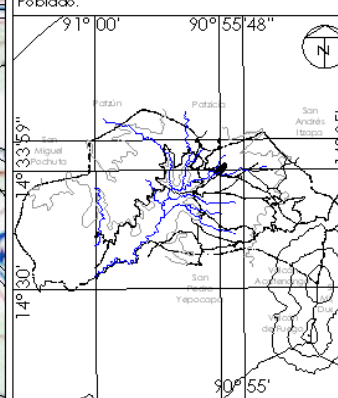 Poblado.
91° 00'
90° 55'48"
N
Patzún
Patzicia
San
Andrés
Itzapa
14° 33'59"
San
Miguel
Pochuta
14° 30'
San
Pedro
Yepocapa
Volcán
Acatenango
Volcán
de Fuego
90° 55'